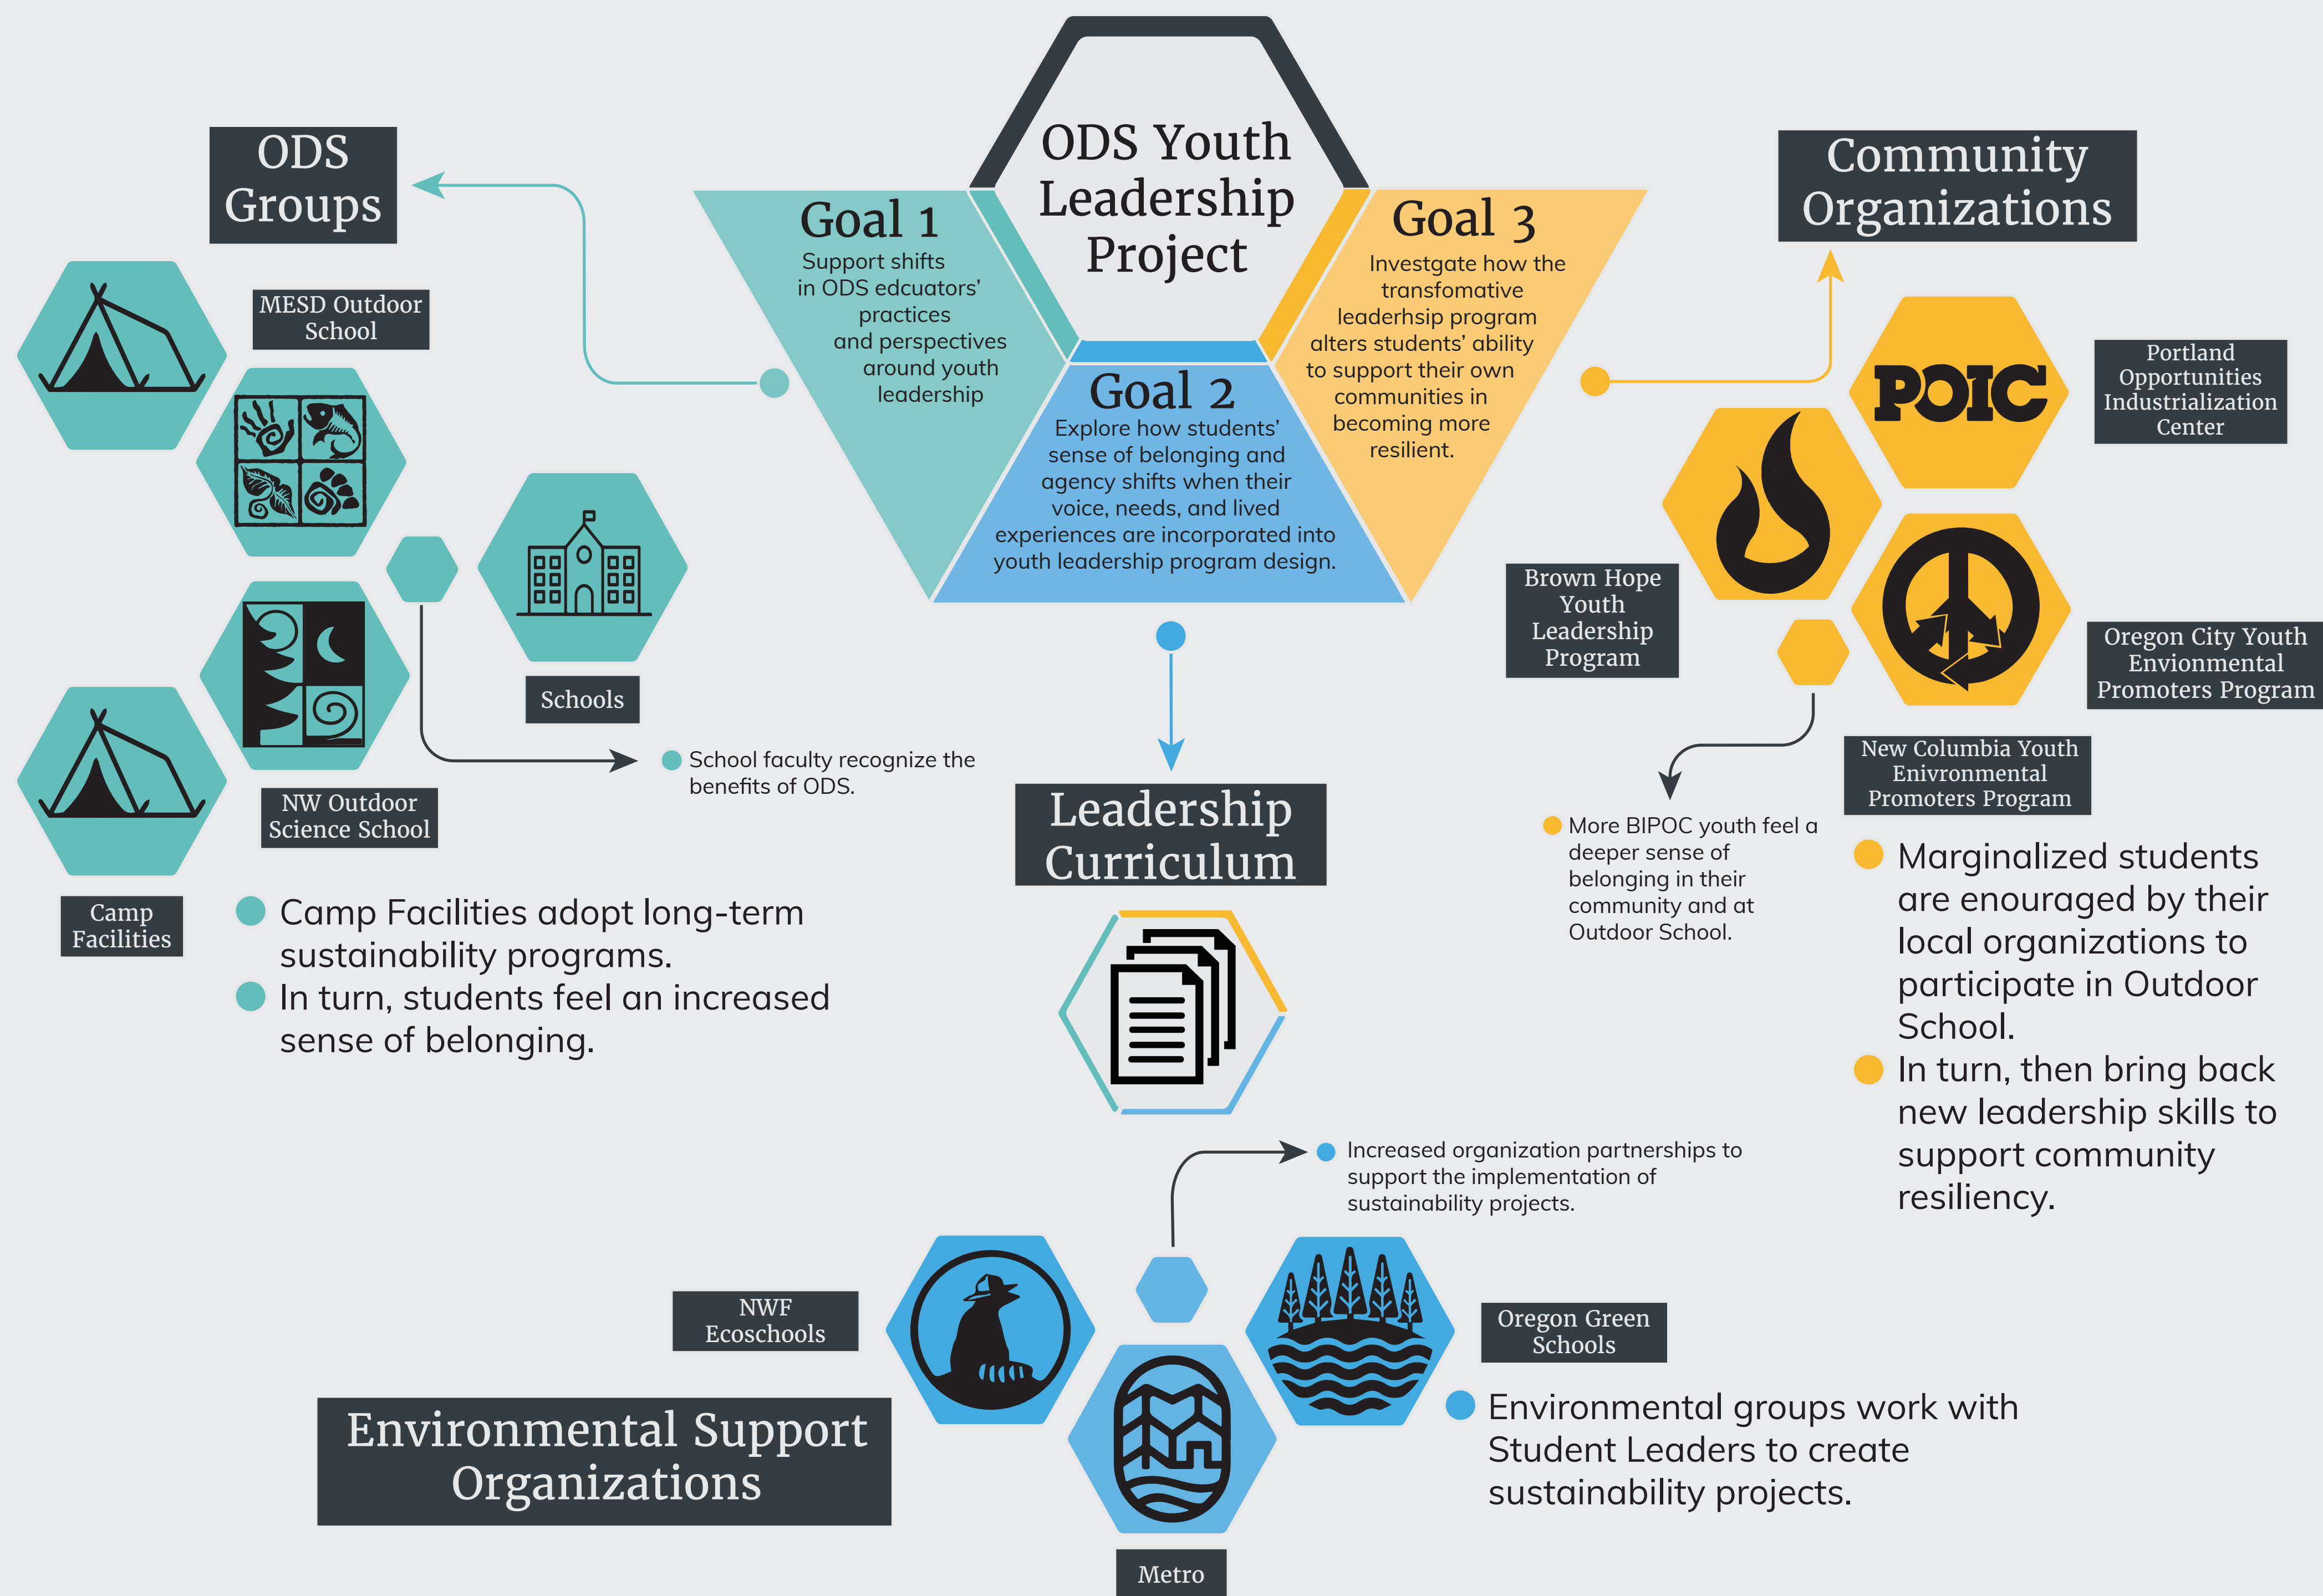 ODS Youth
Leadership
Project
ODS
Groups
Goal 1
Support shifts
in ODS edcuators’
practices
and perspectives
around youth
leadership
Goal 2
Explore how students’
sense of belonging and
agency shifts when their
voice, needs, and lived
experiences are incorporated into
youth leadership program design.
Goal 3
Investgate how the
transfomative
leaderhsip program
alters students’ ability
to support their own
communities in
becoming more
resilient.
Community
Organizations
MESD Outdoor
School
Schools
NW Outdoor
Science School
Camp
Facilities
School faculty recognize the
benefits of ODS.
Camp Facilities adopt long-term
sustainability programs.
In turn, students feel an increased
sense of belonging.
POIC
Portland
Opportunities
Industrialization
Center
Brown Hope
Youth
Leadership
Program
Oregon City Youth
Envionmental
Promoters Program
New Columbia Youth
Enivronmental
Promoters Program
More BIPOC youth feel a
deeper sense of
belonging in their
community and at
Outdoor School.
Marginalized students
are enouraged by their
local organizations to
participate in Outdoor
School.
In turn, then bring back
new leadership skills to
support community
resiliency.
Leadership
Curriculum
Increased organization partnerships to
support the implementation of
sustainability projects.
NWF
Ecoschools
Oregon Green
Schools
Environmental Support
Organizations
Environmental groups work with
Student Leaders to create
sustainability projects.
Metro